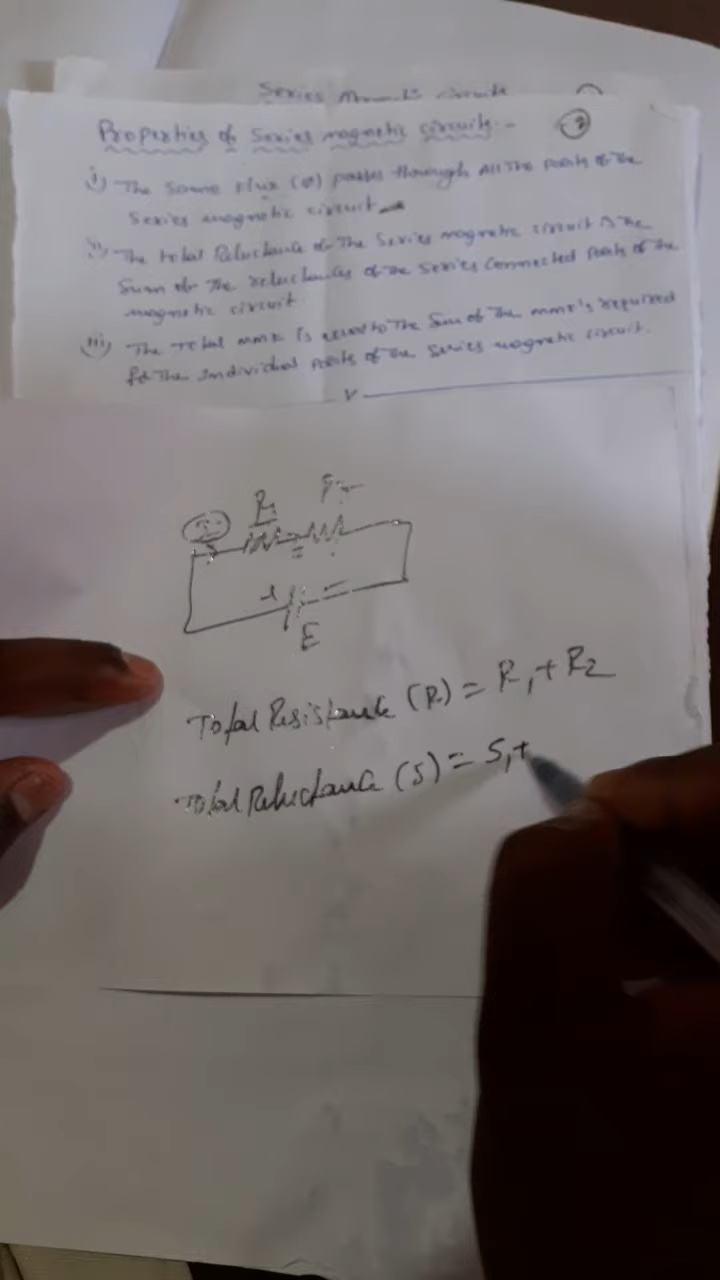 Series
Properties of Series magnetic circuits:-
2
i) The same flux (φ) passes through All The parts of The
Series magnetic circuit
ii) The total Reluctance of The Series magnetic circuit is the
Sum of The reluctances of the series connected parts of the
magnetic circuit.
iii) The Total mmf is equal to The Sum of The mmf's required
for The Individual parts of the series magnetic circuit.
R1
E
Total Resistance (R) = R1 + R2
Total Reluctance (S) = S1 +